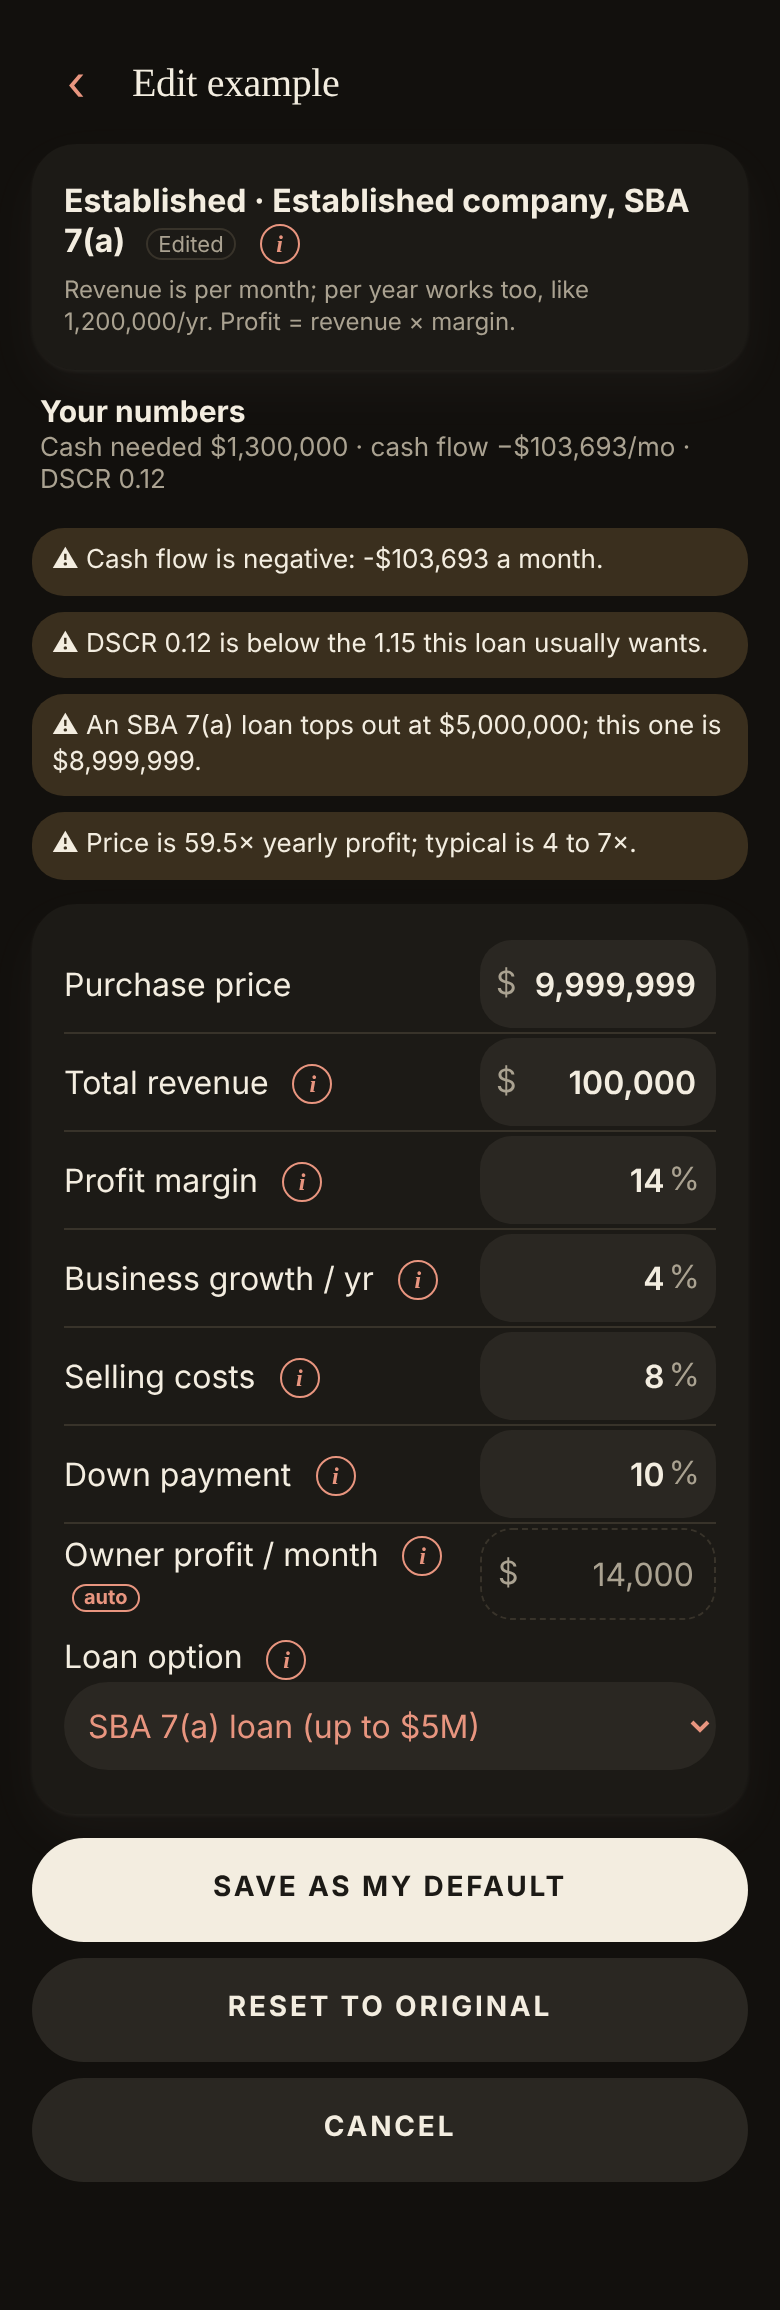 ‹ Edit example
Established · Established company, SBA
7(a) Edited i
Revenue is per month; per year works too, like
1,200,000/yr. Profit = revenue × margin.
Your numbers
Cash needed $1,300,000 · cash flow −$103,693/mo ·
DSCR 0.12
⚠ Cash flow is negative: -$103,693 a month.
⚠ DSCR 0.12 is below the 1.15 this loan usually wants.
⚠ An SBA 7(a) loan tops out at $5,000,000; this one is
$8,999,999.
⚠ Price is 59.5× yearly profit; typical is 4 to 7×.
Purchase price $ 9,999,999
Total revenue i $ 100,000
Profit margin i 14 %
Business growth / yr i 4 %
Selling costs i 8 %
Down payment i 10 %
Owner profit / month i $ 14,000
auto
Loan option i
SBA 7(a) loan (up to $5M)
SAVE AS MY DEFAULT
RESET TO ORIGINAL
CANCEL